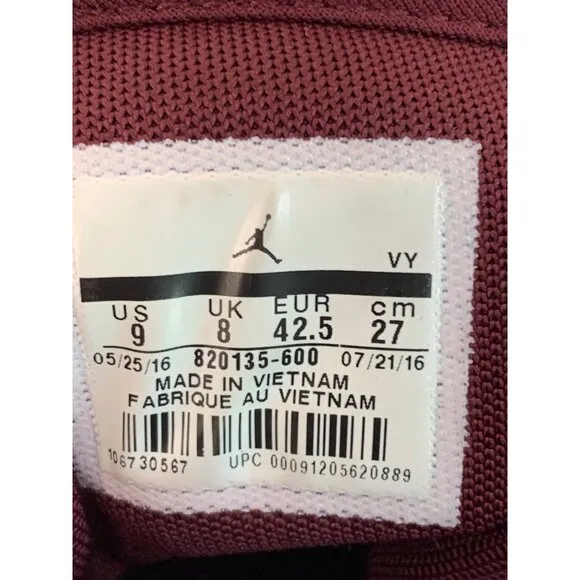 VY
US UK EUR cm
9 8 42.5 27
05/25/16 820135-600 07/21/16
MADE IN VIETNAM
FABRIQUE AU VIETNAM
106730567 UPC 00091205620889